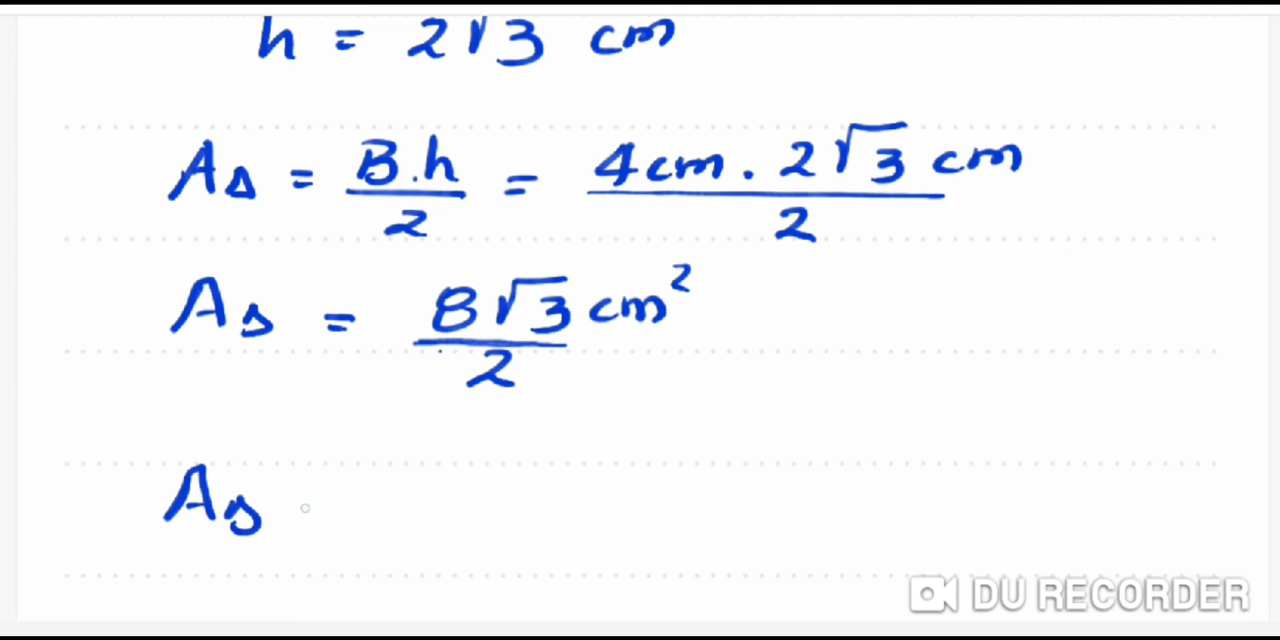 h = 2√3 cm
A△ = B.h/2 = 4cm . 2√3 cm/2
A△ = 8√3/2 cm²
A△
DU RECORDER